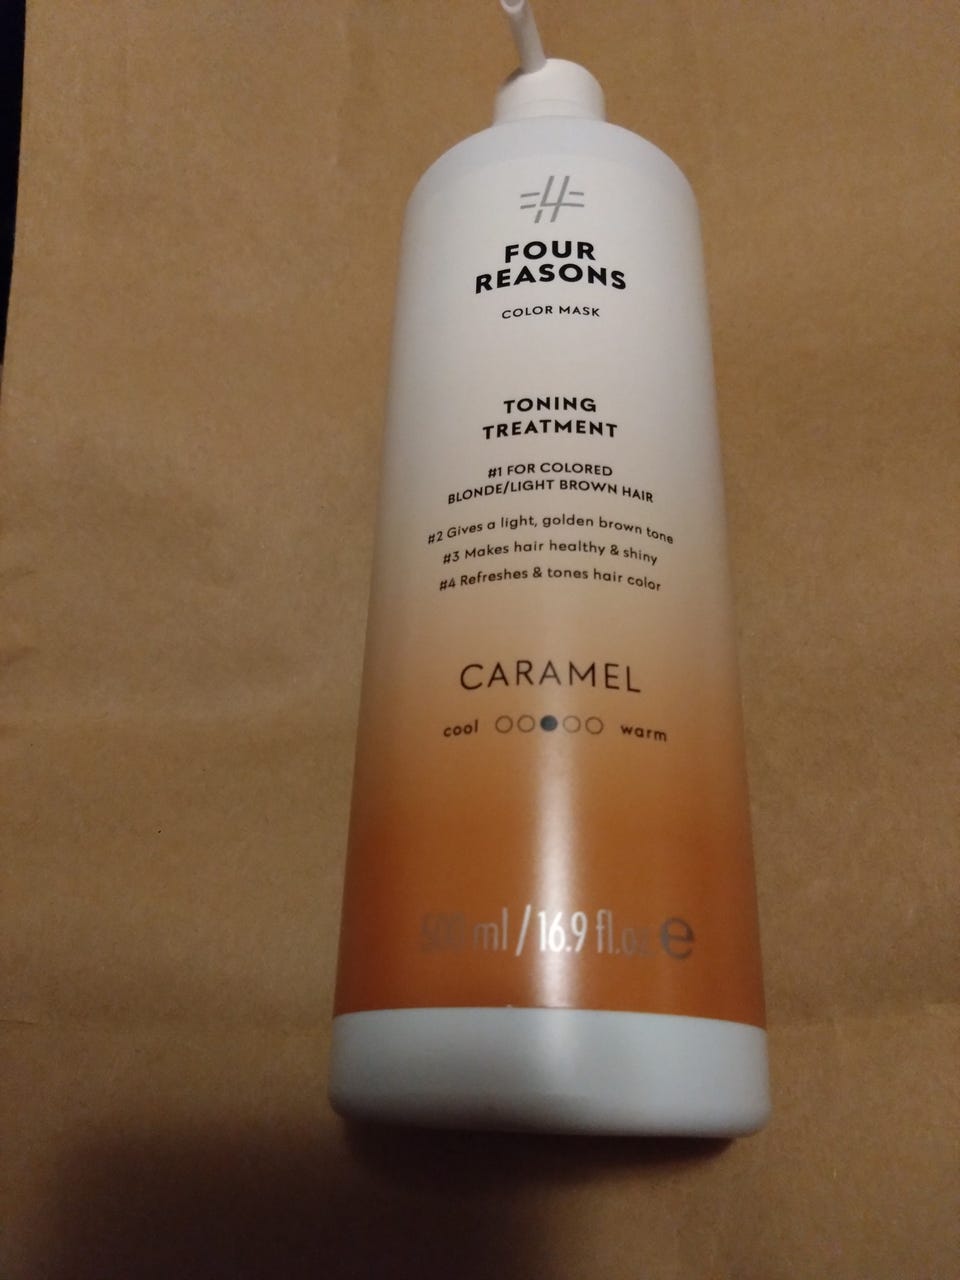 FOUR
REASONS
COLOR MASK
TONING
TREATMENT
#1 FOR COLORED
BLONDE/LIGHT BROWN HAIR
#2 Gives a light, golden brown tone
#3 Makes hair healthy & shiny
#4 Refreshes & tones hair color
CARAMEL
cool warm
500 ml / 16.9 fl.oz e